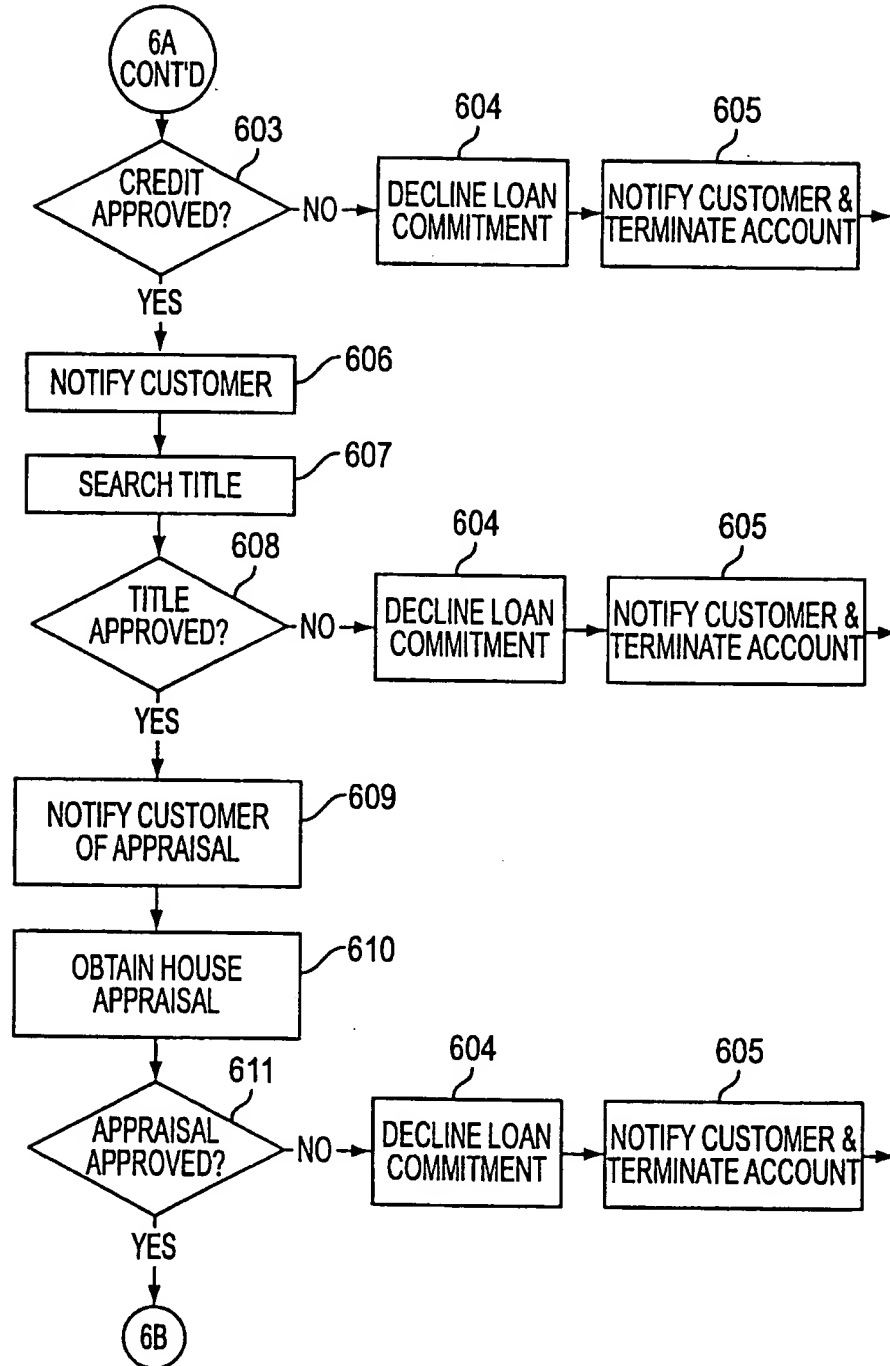 6A
CONT'D
603
CREDIT
APPROVED?
NO
604
DECLINE LOAN
COMMITMENT
605
NOTIFY CUSTOMER &
TERMINATE ACCOUNT
YES
606
NOTIFY CUSTOMER
607
SEARCH TITLE
608
TITLE
APPROVED?
NO
604
DECLINE LOAN
COMMITMENT
605
NOTIFY CUSTOMER &
TERMINATE ACCOUNT
YES
609
NOTIFY CUSTOMER
OF APPRAISAL
610
OBTAIN HOUSE
APPRAISAL
611
APPRAISAL
APPROVED?
NO
604
DECLINE LOAN
COMMITMENT
605
NOTIFY CUSTOMER &
TERMINATE ACCOUNT
YES
6B